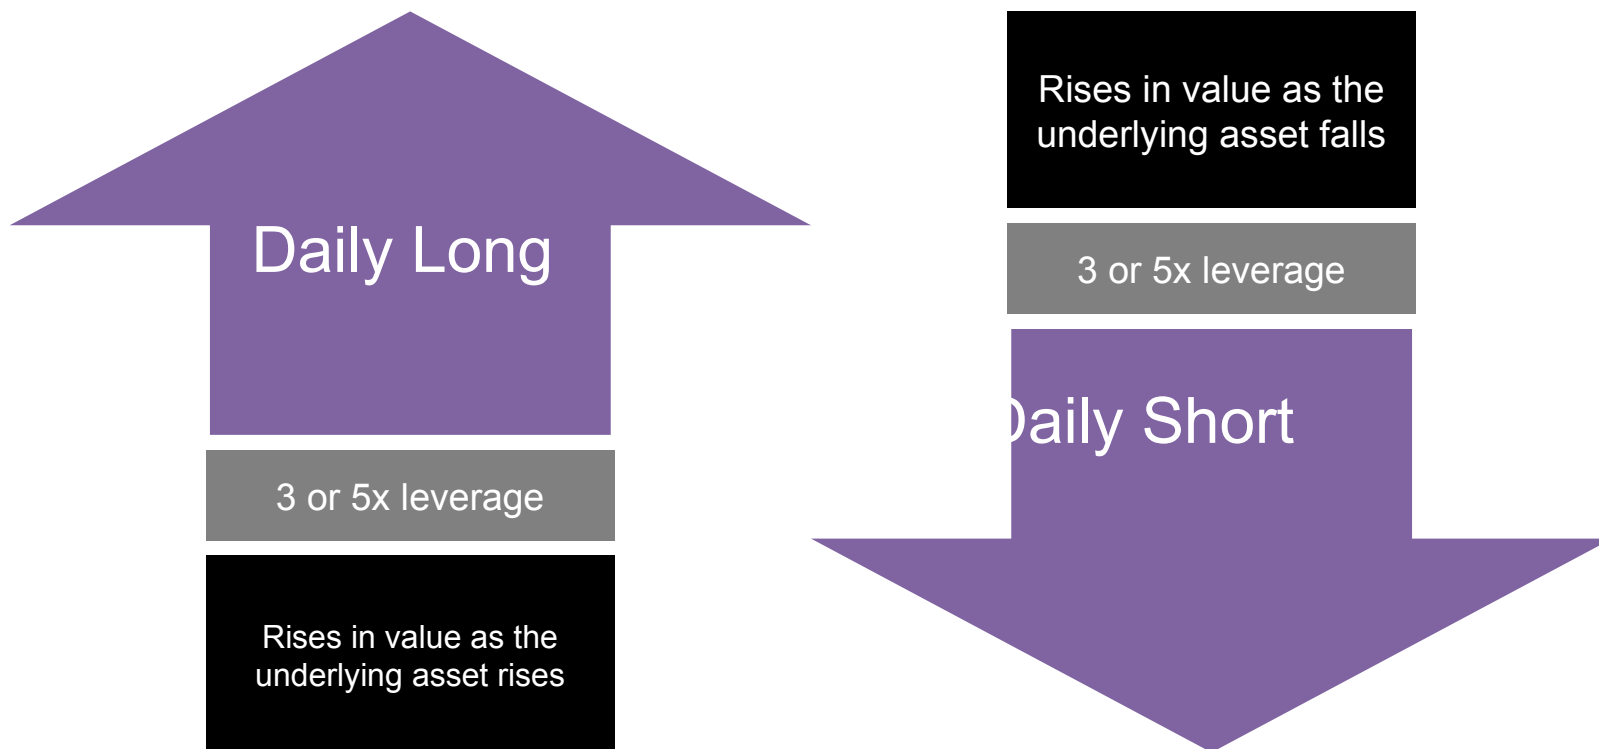 Daily Long
3 or 5x leverage
Rises in value as the
underlying asset rises
Rises in value as the
underlying asset falls
3 or 5x leverage
Daily Short